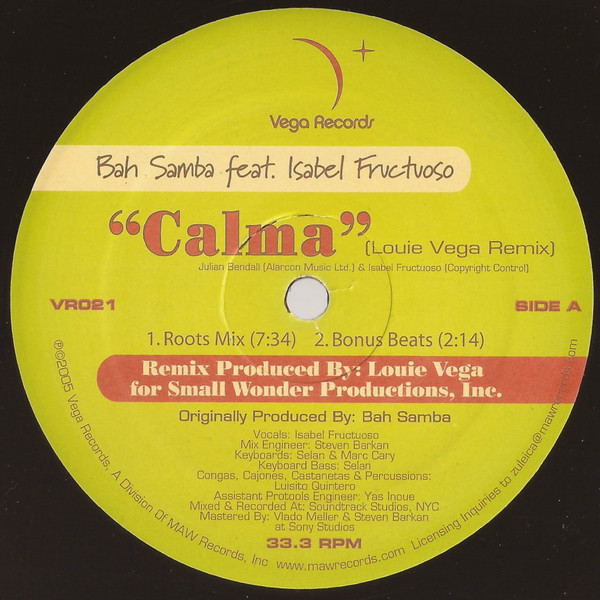 Vega Records
Bah Samba feat. Isabel Fructuoso
"Calma" (Louie Vega Remix)
Julian Bendall (Alarcon Music Ltd.) & Isabel Fructuoso (Copyright Control)
VR021
SIDE A
1. Roots Mix (7:34) 2. Bonus Beats (2:14)
Remix Produced By: Louie Vega
for Small Wonder Productions, Inc.
Originally Produced By: Bah Samba
Vocals: Isabel Fructuoso
Mix Engineer: Steven Barkan
Keyboards: Selan & Marc Cary
Keyboard Bass: Selan
Congas, Cajones, Castanetas & Percussions:
Luisito Quintero
Assistant Protools Engineer: Yas Inoue
Mixed & Recorded At: Soundtrack Studios, NYC
Mastered By: Vlado Meller & Steven Barkan
at Sony Studios
33.3 RPM
℗©2005 Vega Records, A Division Of MAW Records, Inc www.mawrecords.com Licensing Inquiries to zuleica@mawrecords.com